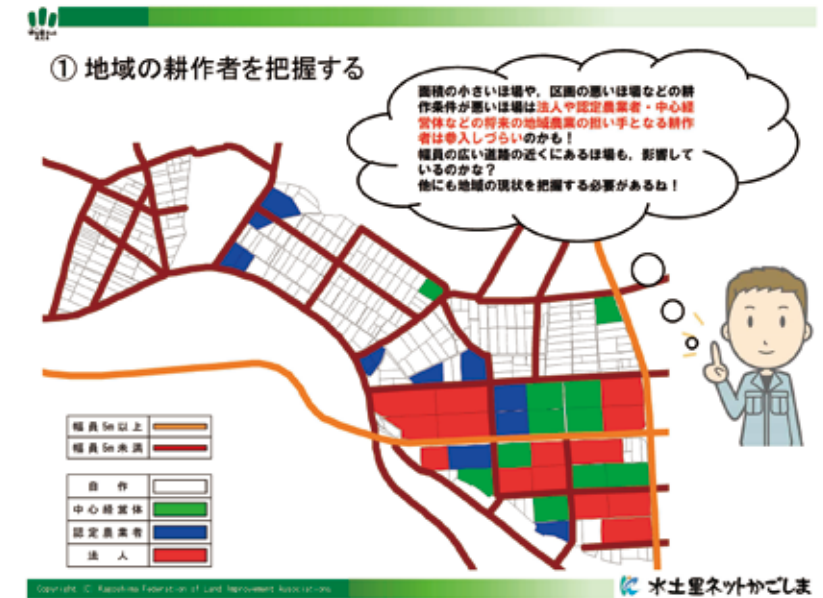 ① 地域の耕作者を把握する
面積の小さいほ場や，区画の悪いほ場などの耕
作条件が悪いほ場は法人や認定農業者・中心経
営体などの将来の地域農業の担い手となる耕作
者は参入しづらいのかも！
幅員の広い道路の近くにあるほ場も，影響して
いるのかな？
他にも地域の現状を把握する必要があるね！
幅員5m以上
幅員5m未満
自作
中心経営体
認定農業者
法人
Copyright (C) Kagoshima Federation of Land Improvement Associations.
水土里ネットかごしま